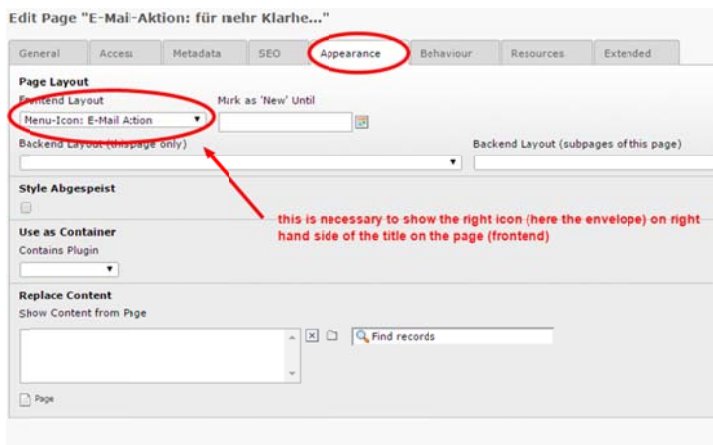 Edit Page "E-Mail-Aktion: für mehr Klarhe..."
General Access Metadata SEO Appearance Behaviour Resources Extended
Page Layout
Frontend Layout Mark as 'New' Until
Menu-Icon: E-Mail Action
Backend Layout (this page only) Backend Layout (subpages of this page)
Style Abgespeist
this is necessary to show the right icon (here the envelope) on right
hand side of the title on the page (frontend)
Use as Container
Contains Plugin
Replace Content
Show Content from Page
Find records
Page